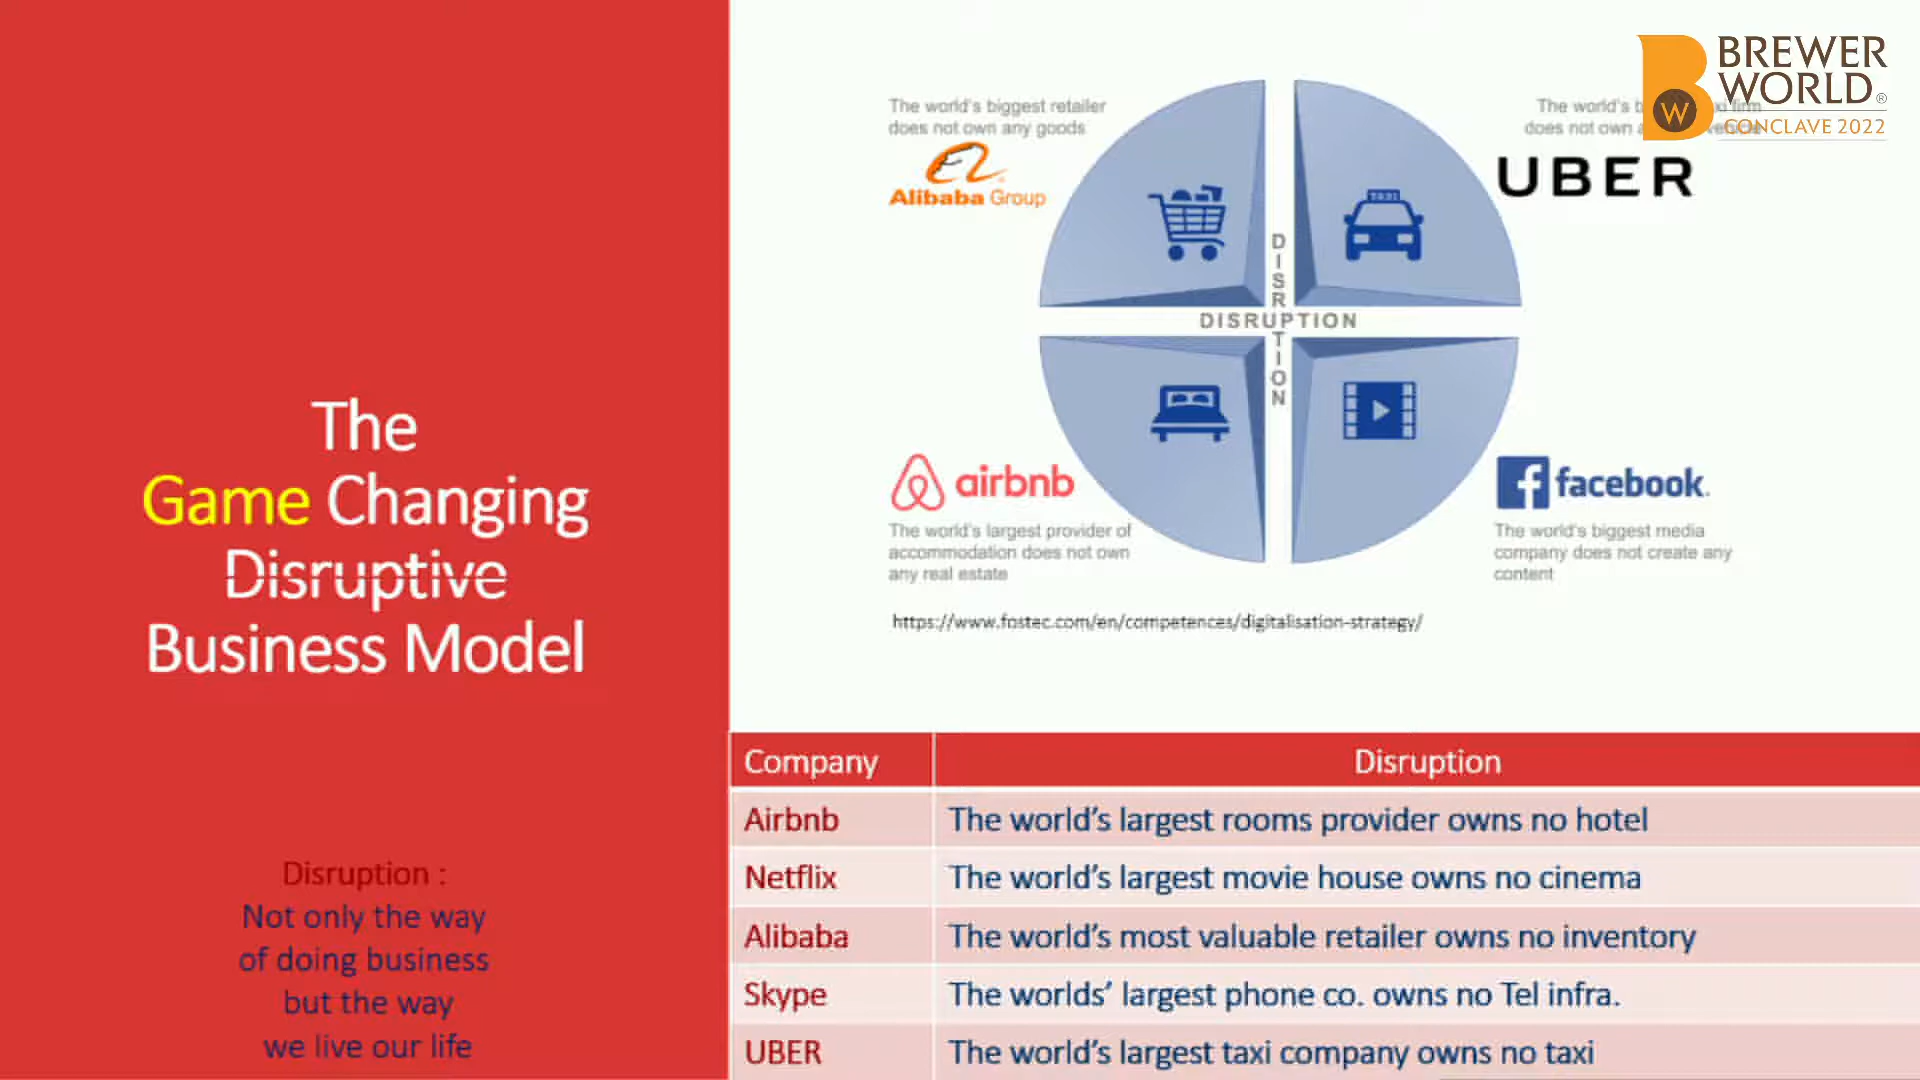 The
Game Changing
Disruptive
Business Model
Disruption :
Not only the way
of doing business
but the way
we live our life
BREWER
WORLD®
CONCLAVE 2022
W
The world's biggest retailer
does not own any goods
Alibaba Group
The world's
does not own
UBER
TAXI
DISRUPTION
DISRUPTION
airbnb
The world's largest provider of
accommodation does not own
any real estate
facebook.
The world's biggest media
company does not create any
content
https://www.fostec.com/en/competences/digitalisation-strategy/
Company Disruption
Airbnb The world's largest rooms provider owns no hotel
Netflix The world's largest movie house owns no cinema
Alibaba The world's most valuable retailer owns no inventory
Skype The worlds' largest phone co. owns no Tel infra.
UBER The world's largest taxi company owns no taxi